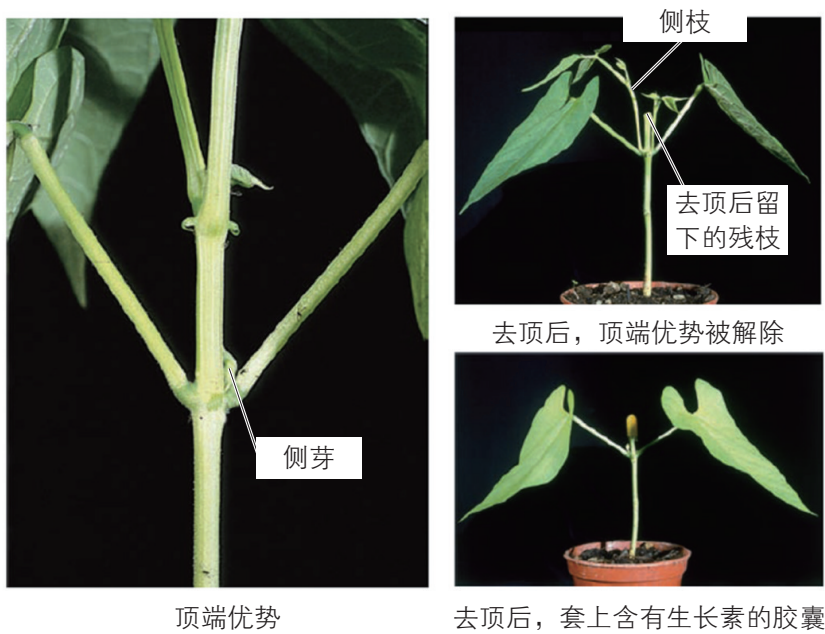 侧枝
去顶后留
下的残枝
去顶后，顶端优势被解除
侧芽
顶端优势
去顶后，套上含有生长素的胶囊